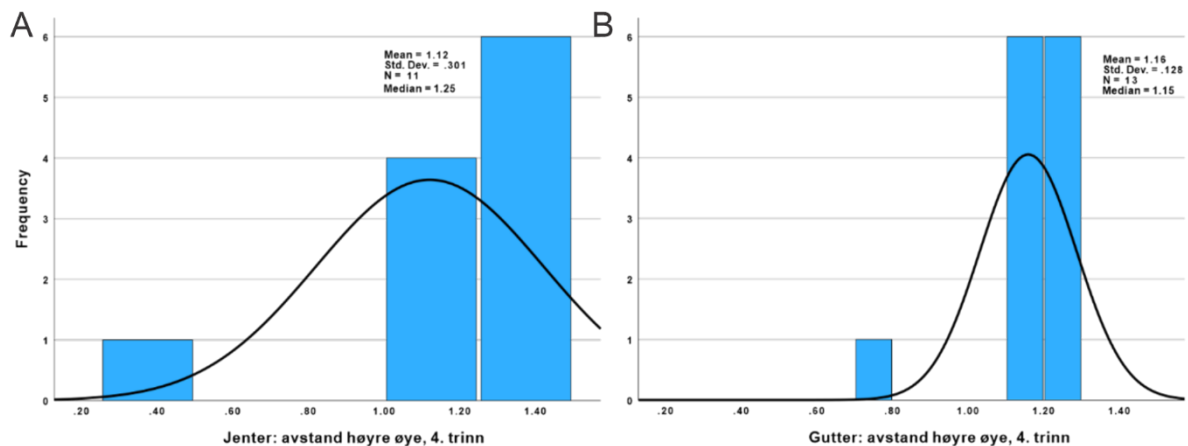 A
Mean = 1.12
Std. Dev. = .301
N = 11
Median = 1.25
Frequency
6
5
4
3
2
1
0
.20 .40 .60 .80 1.00 1.20 1.40
Jenter: avstand høyre øye, 4. trinn
B
Mean = 1.16
Std. Dev. = .128
N = 13
Median = 1.15
6
5
4
3
2
1
0
.20 .40 .60 .80 1.00 1.20 1.40
Gutter: avstand høyre øye, 4. trinn